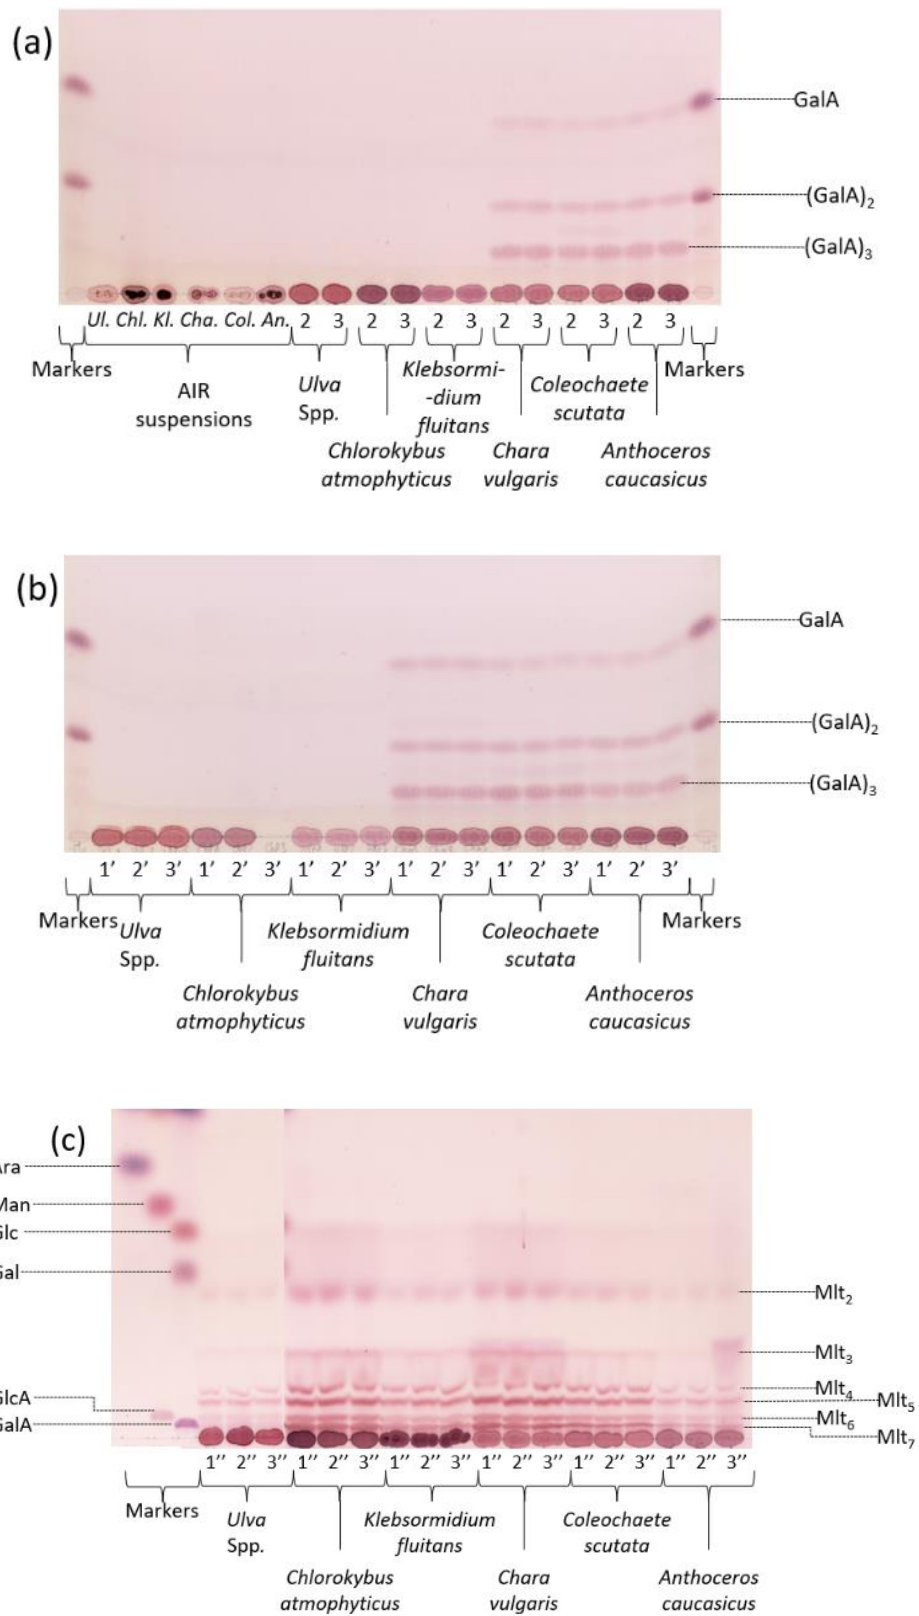 (a)
GalA
(GalA)2
(GalA)3
Ul. Chl. Kl. Cha. Col. An. 2 3 2 3 2 3 2 3 2 3 2 3
Markers
AIR suspensions
Ulva Spp.
Klebsormi-
-dium
fluitans
Coleochaete
scutata
Markers
Chlorokybus
atmophyticus
Chara
vulgaris
Anthoceros
caucasicus
(b)
GalA
(GalA)2
(GalA)3
1’ 2’ 3’ 1’ 2’ 3’ 1’ 2’ 3’ 1’ 2’ 3’ 1’ 2’ 3’ 1’ 2’ 3’
Markers
Ulva
Spp.
Klebsormidium
fluitans
Coleochaete
scutata
Markers
Chlorokybus
atmophyticus
Chara
vulgaris
Anthoceros
caucasicus
(c)
Ara
Man
Glc
Gal
GlcA
GalA
Mlt2
Mlt3
Mlt4
Mlt5
Mlt6
Mlt7
1” 2” 3” 1” 2” 3” 1” 2” 3” 1” 2” 3” 1” 2” 3” 1” 2” 3”
Markers
Ulva
Spp.
Klebsormidium
fluitans
Coleochaete
scutata
Chlorokybus
atmophyticus
Chara
vulgaris
Anthoceros
caucasicus